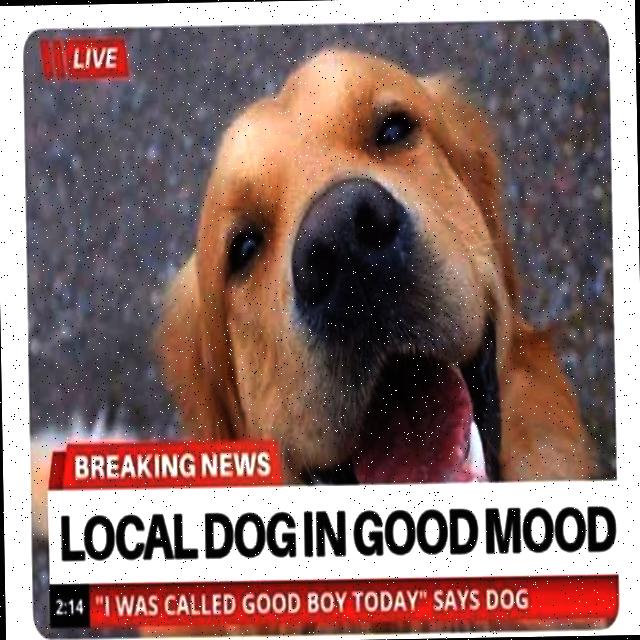 LIVE
BREAKING NEWS
LOCAL DOG IN GOOD MOOD
2:14 "I WAS CALLED GOOD BOY TODAY" SAYS DOG